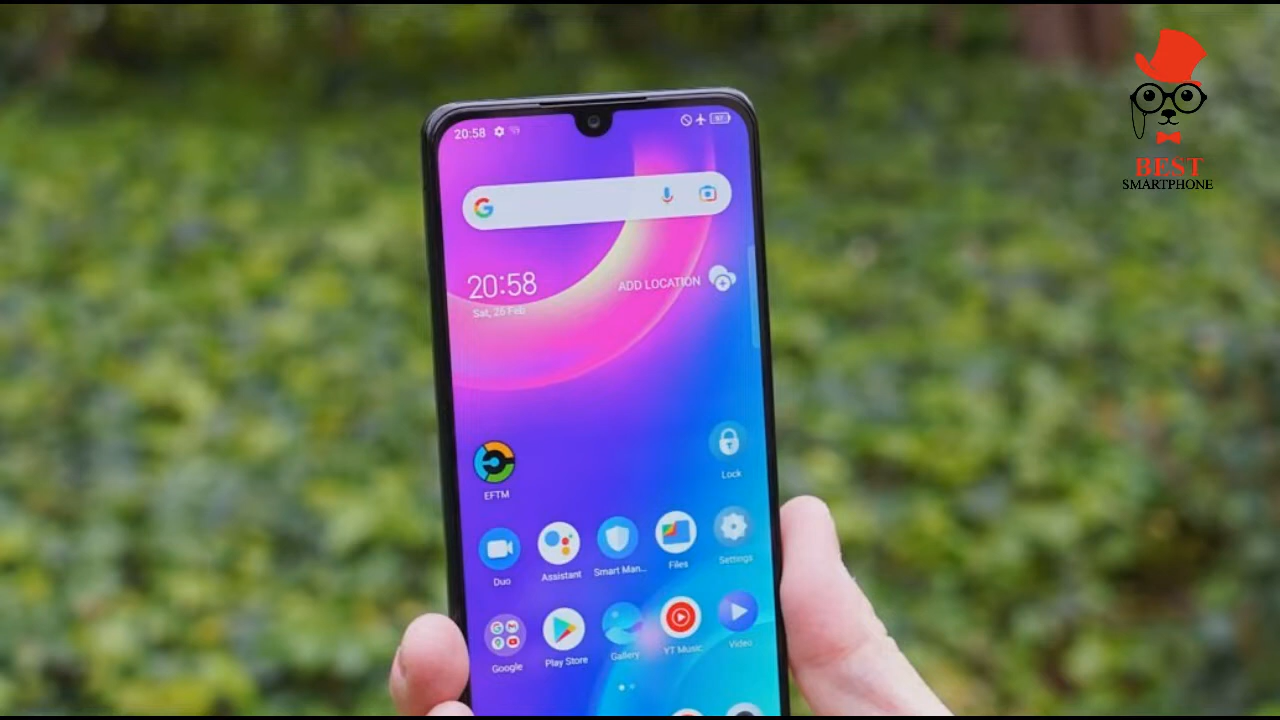 20:58
97
20:58
ADD LOCATION
Sat, 26 Feb
EFTM
Lock
Duo
Assistant
Smart Man...
Files
Settings
Google
Play Store
Gallery
YT Music
Video
BEST
SMARTPHONE